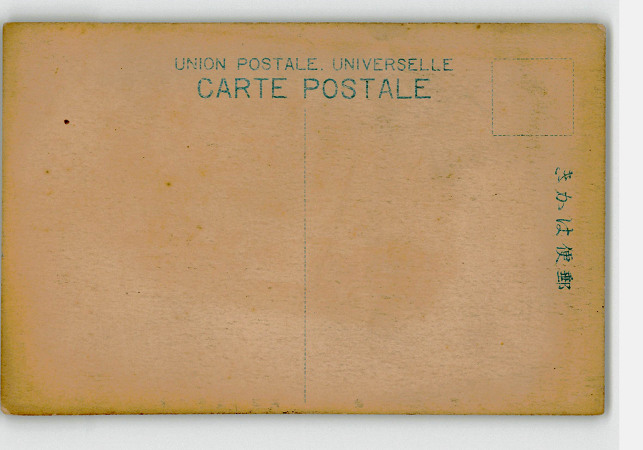 UNION POSTALE. UNIVERSELLE
CARTE POSTALE
きかは便郵